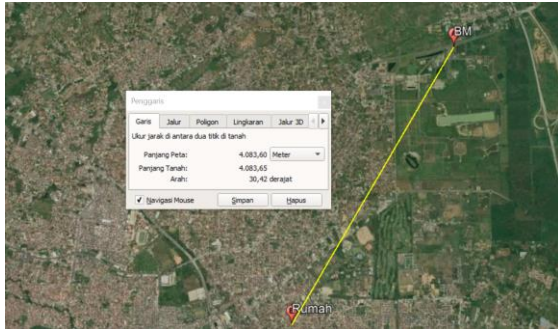 BM
Penggaris
Garis Jalur Poligon Lingkaran Jalur 3D
Ukur jarak di antara dua titik di tanah
Panjang Peta: 4.083,60 Meter
Panjang Tanah: 4.083,65
Arah: 30,42 derajat
Navigasi Mouse Simpan Hapus
Rumah